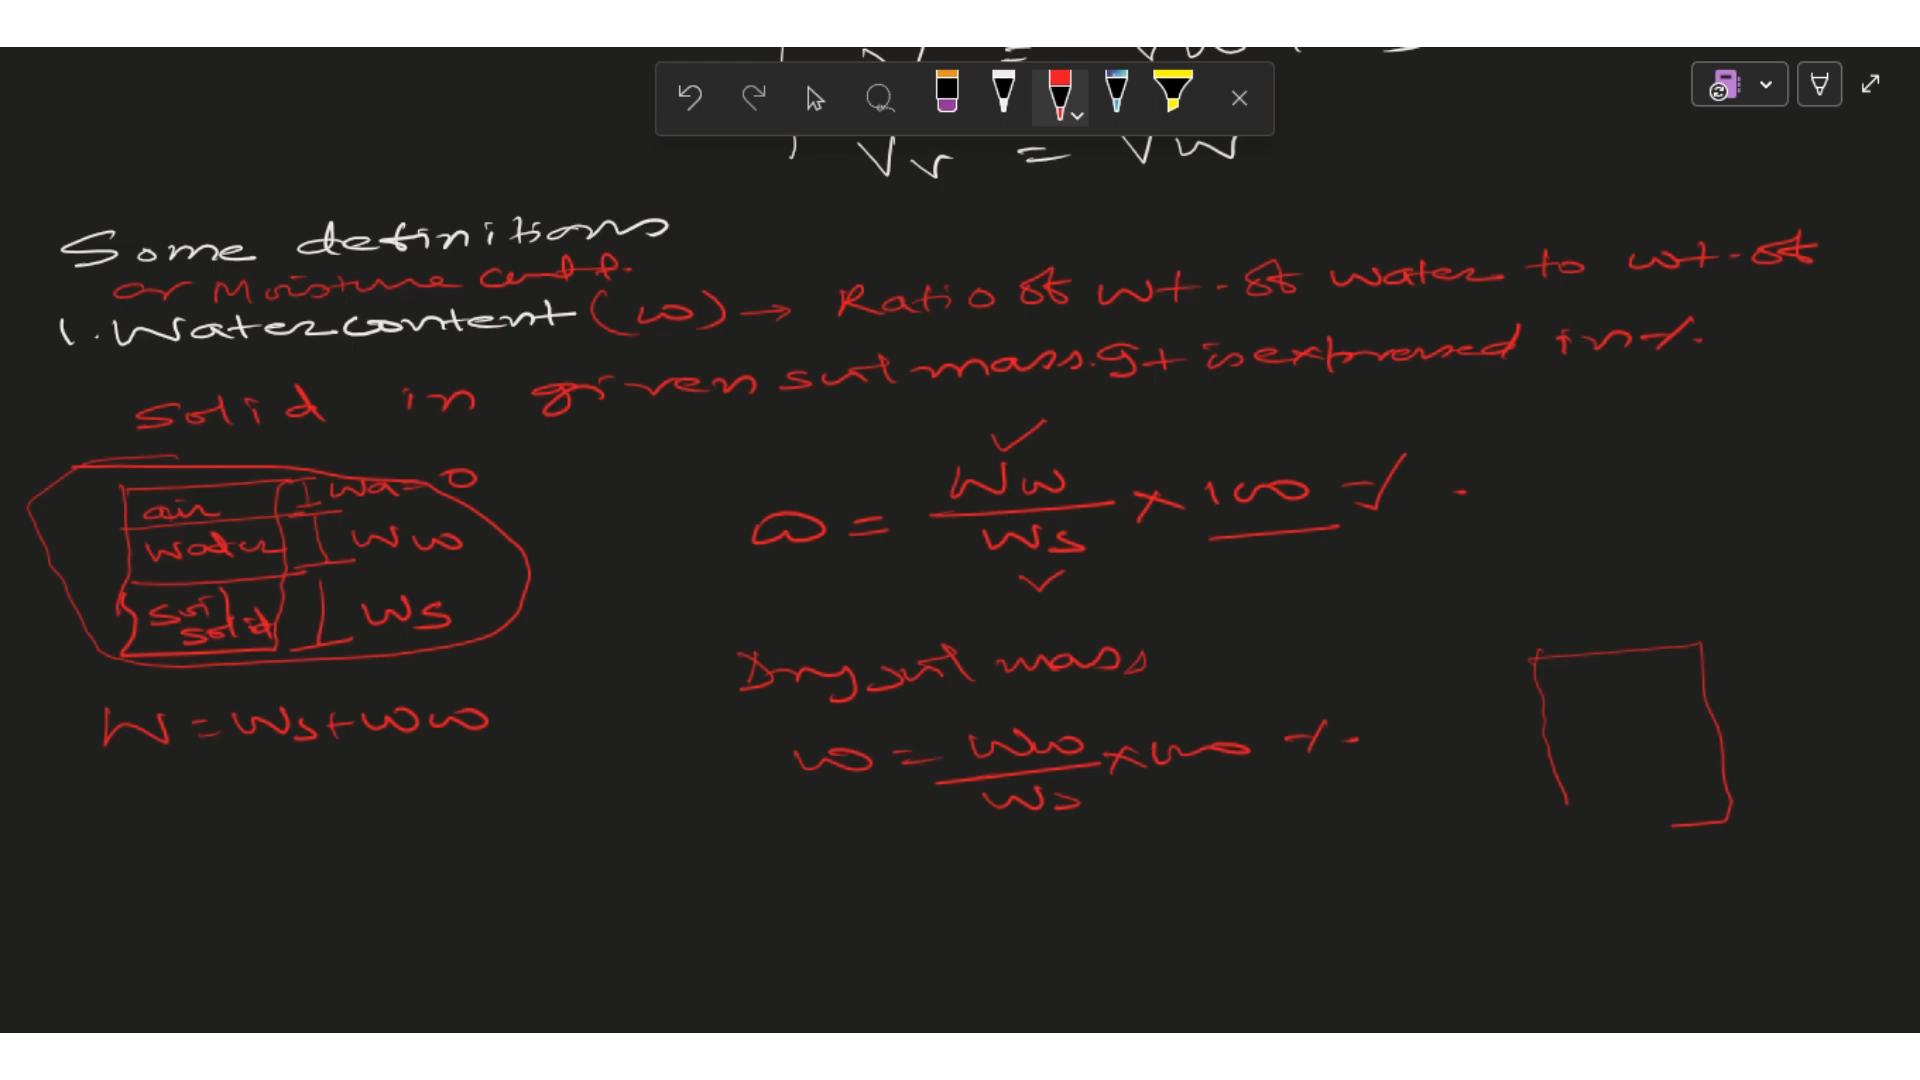 Vv = Vw
Some definitions
or Moisture
1. Water content (w) → Ratio of wt. of water to wt. of
solid in given soil mass. It is expressed in %.
air Wa = 0
water Ww
soil solid Ws
W = Ws + Ww
w = Ww / Ws × 100 =
Dry soil mass
w = Ww / Ws × 100 %